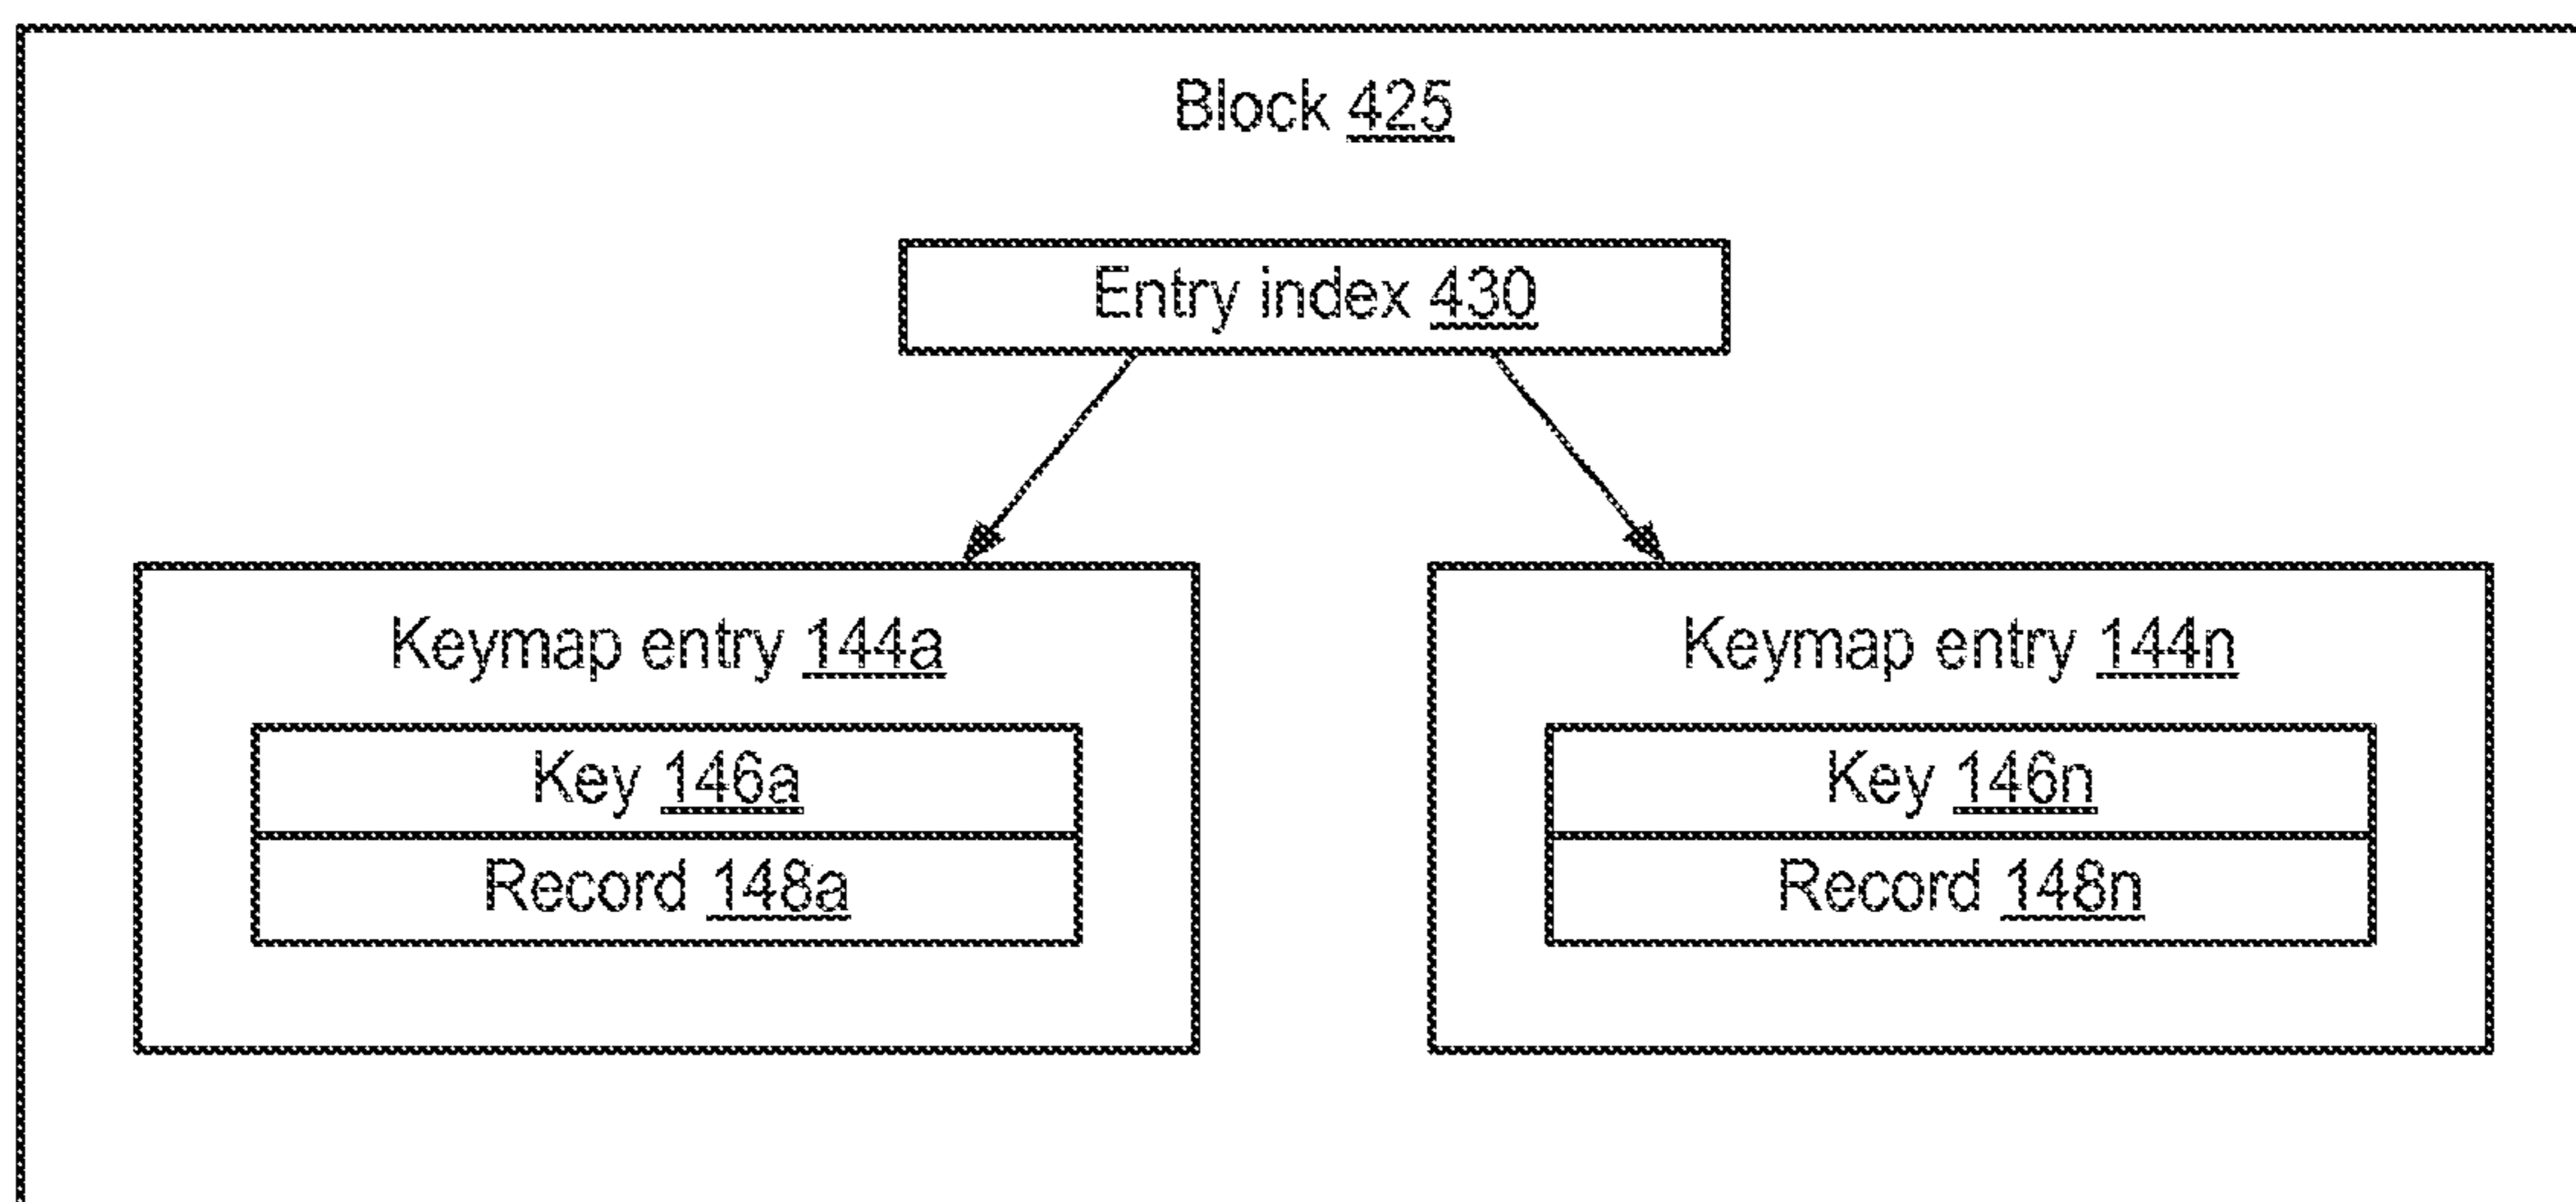 Block 425
Entry index 430
Keymap entry 144a
Key 146a
Record 148a
Keymap entry 144n
Key 146n
Record 148n